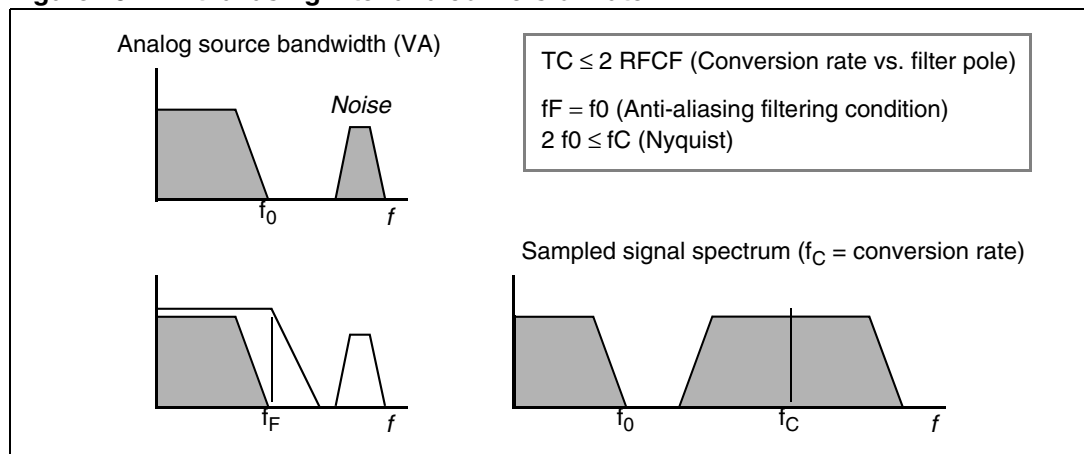 Analog source bandwidth (VA)
TC ≤ 2 RFCF (Conversion rate vs. filter pole)
fF = f0 (Anti-aliasing filtering condition)
2 f0 ≤ fC (Nyquist)
Noise
f0
f
Sampled signal spectrum (fC = conversion rate)
fF
f
f0
fC
f